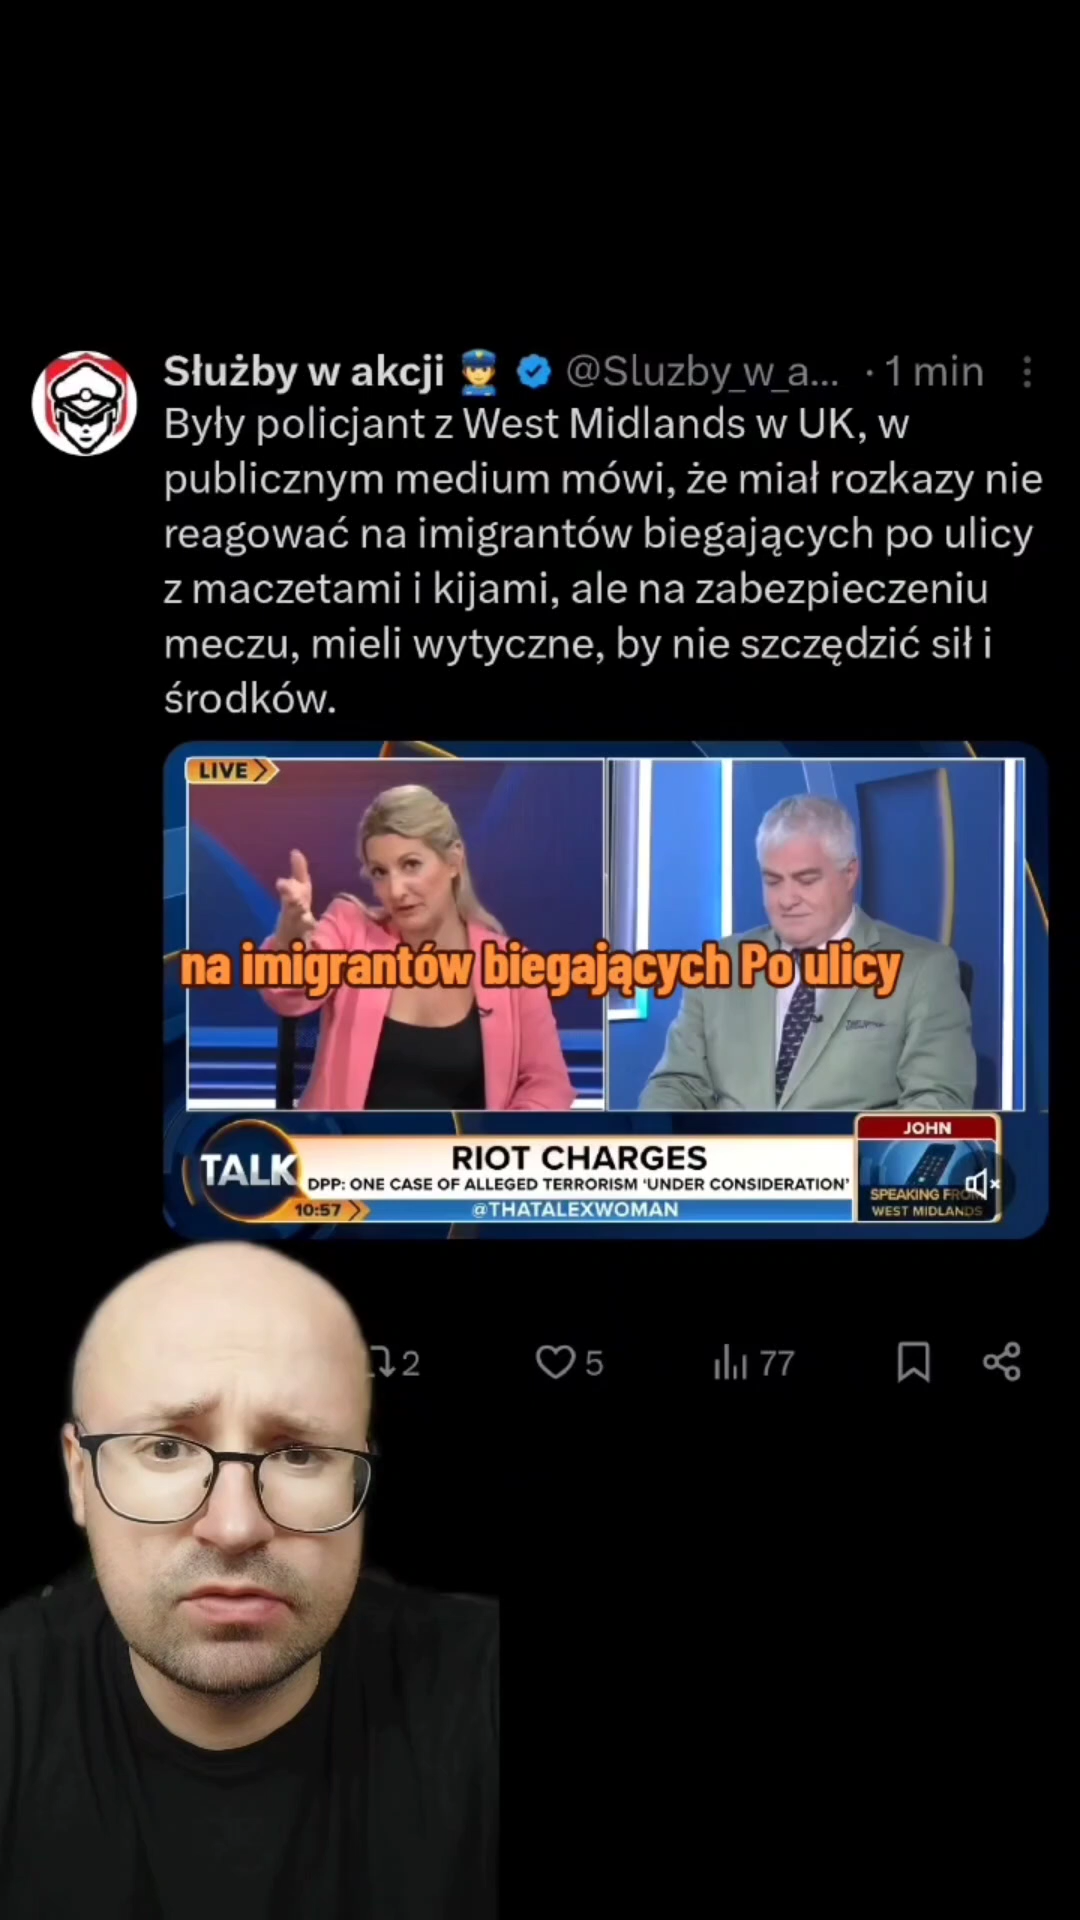 Służby w akcji @Sluzby_w_a... · 1 min
Były policjant z West Midlands w UK, w
publicznym medium mówi, że miał rozkazy nie
reagować na imigrantów biegających po ulicy
z maczetami i kijami, ale na zabezpieczeniu
meczu, mieli wytyczne, by nie szczędzić sił i
środków.
LIVE
na imigrantów biegających Po ulicy
TALK
RIOT CHARGES
DPP: ONE CASE OF ALLEGED TERRORISM 'UNDER CONSIDERATION'
10:57
@THATALEXWOMAN
JOHN
SPEAKING FROM
WEST MIDLANDS
2
5
77